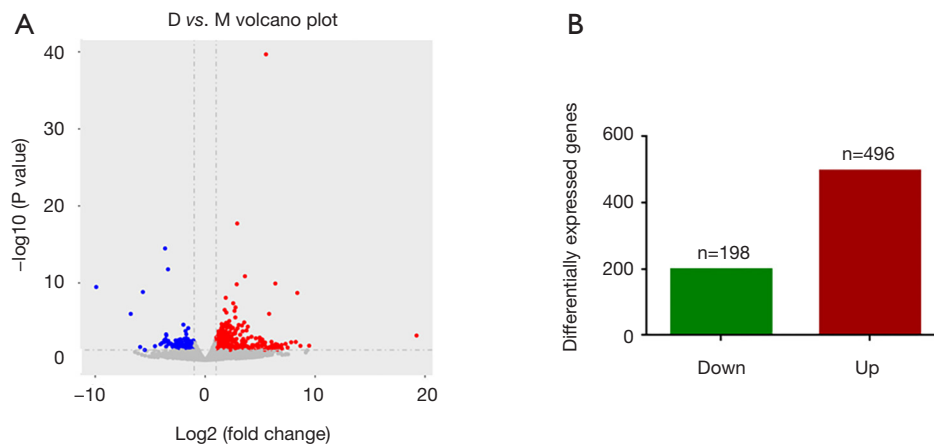 A
D vs. M volcano plot
40
30
20
10
0
−log10 (P value)
−10
0
10
20
Log2 (fold change)
B
Differentially expressed genes
600
400
200
0
n=198
n=496
Down
Up